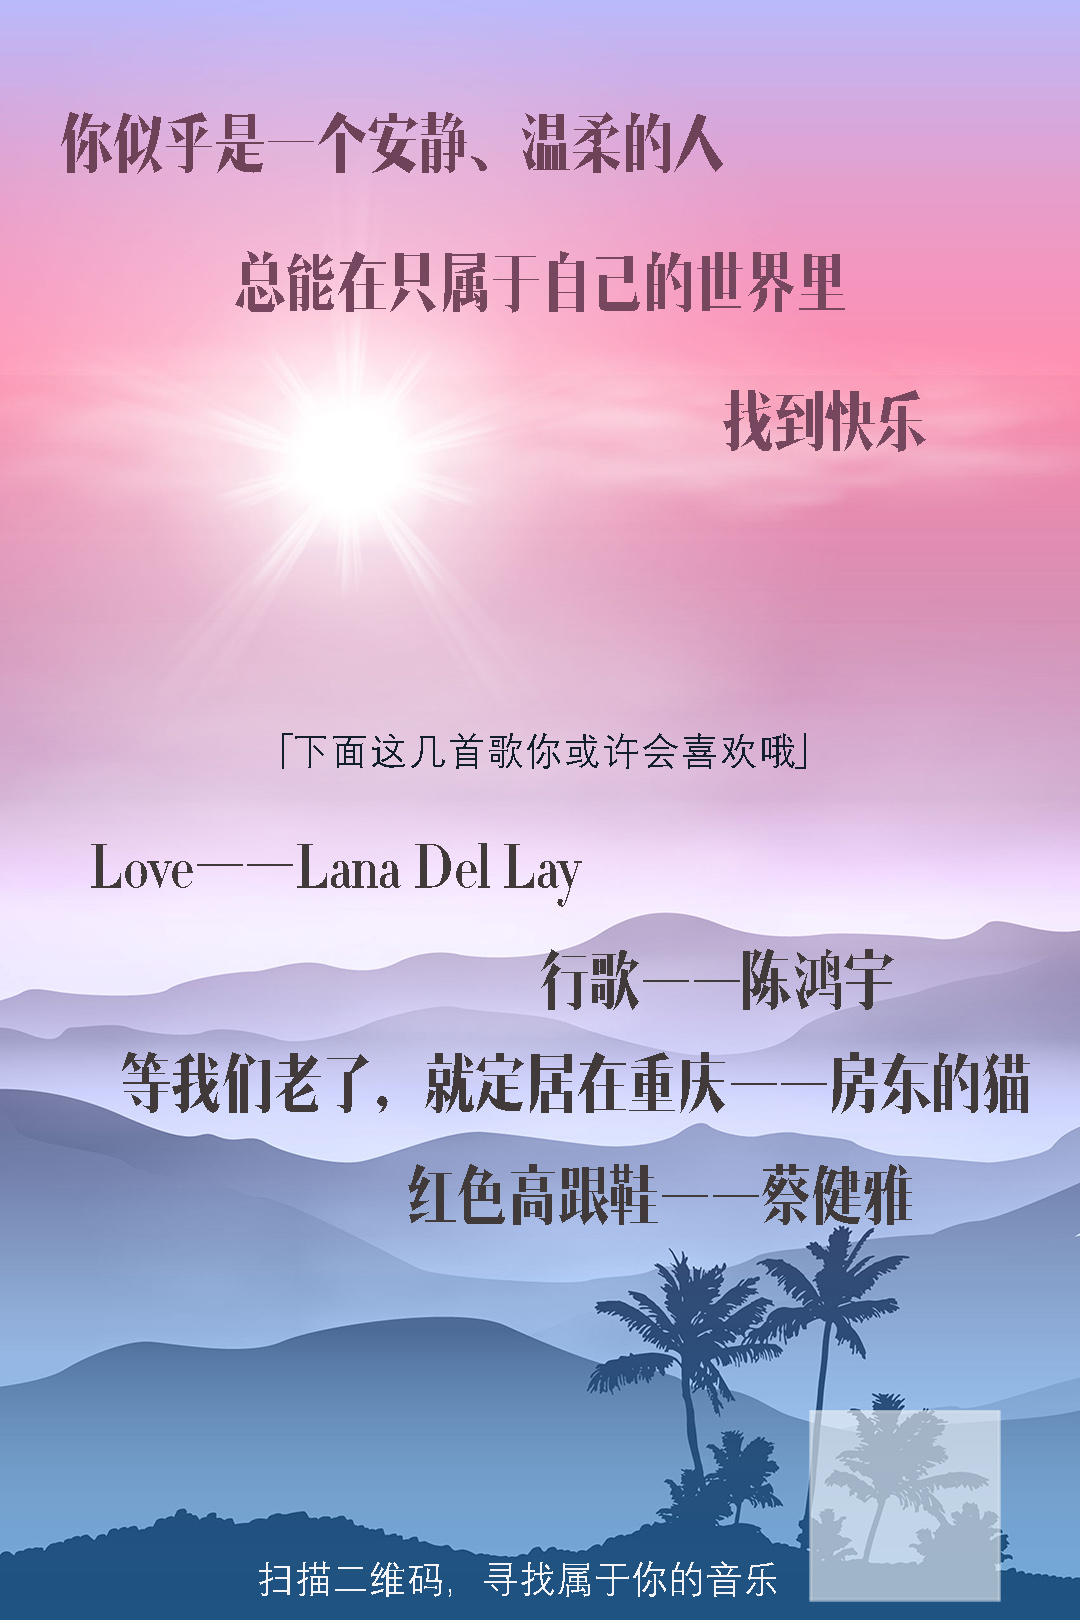 你似乎是一个安静、温柔的人
总能在只属于自己的世界里
找到快乐
「下面这几首歌你或许会喜欢哦」
Love——Lana Del Lay
行歌——陈鸿宇
等我们老了，就定居在重庆——房东的猫
红色高跟鞋——蔡健雅
扫描二维码，寻找属于你的音乐